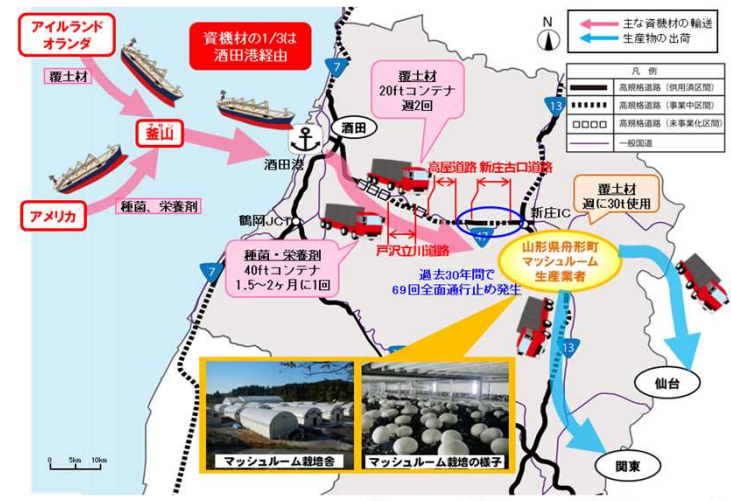 アイルランド
オランダ
覆土材
資機材の1/3は
酒田港経由
釜山
プサン
アメリカ
種菌、栄養剤
N
主な資機材の輸送
生産物の出荷
凡 例
高規格道路（供用済区間）
高規格道路（事業中区間）
高規格道路（未事業化区間）
一般国道
7
13
覆土材
20ftコンテナ
週2回
酒田
酒田港
高屋道路
新庄古口道路
鶴岡JCT
戸沢立川道路
47
新庄IC
覆土材
週に30t使用
種菌・栄養剤
40ftコンテナ
1.5～2ヶ月に1回
過去30年間で
69回全面通行止め発生
山形県舟形町
マッシュルーム
生産業者
7
13
仙台
関東
マッシュルーム栽培舎
マッシュルーム栽培の様子
0 5km 10km